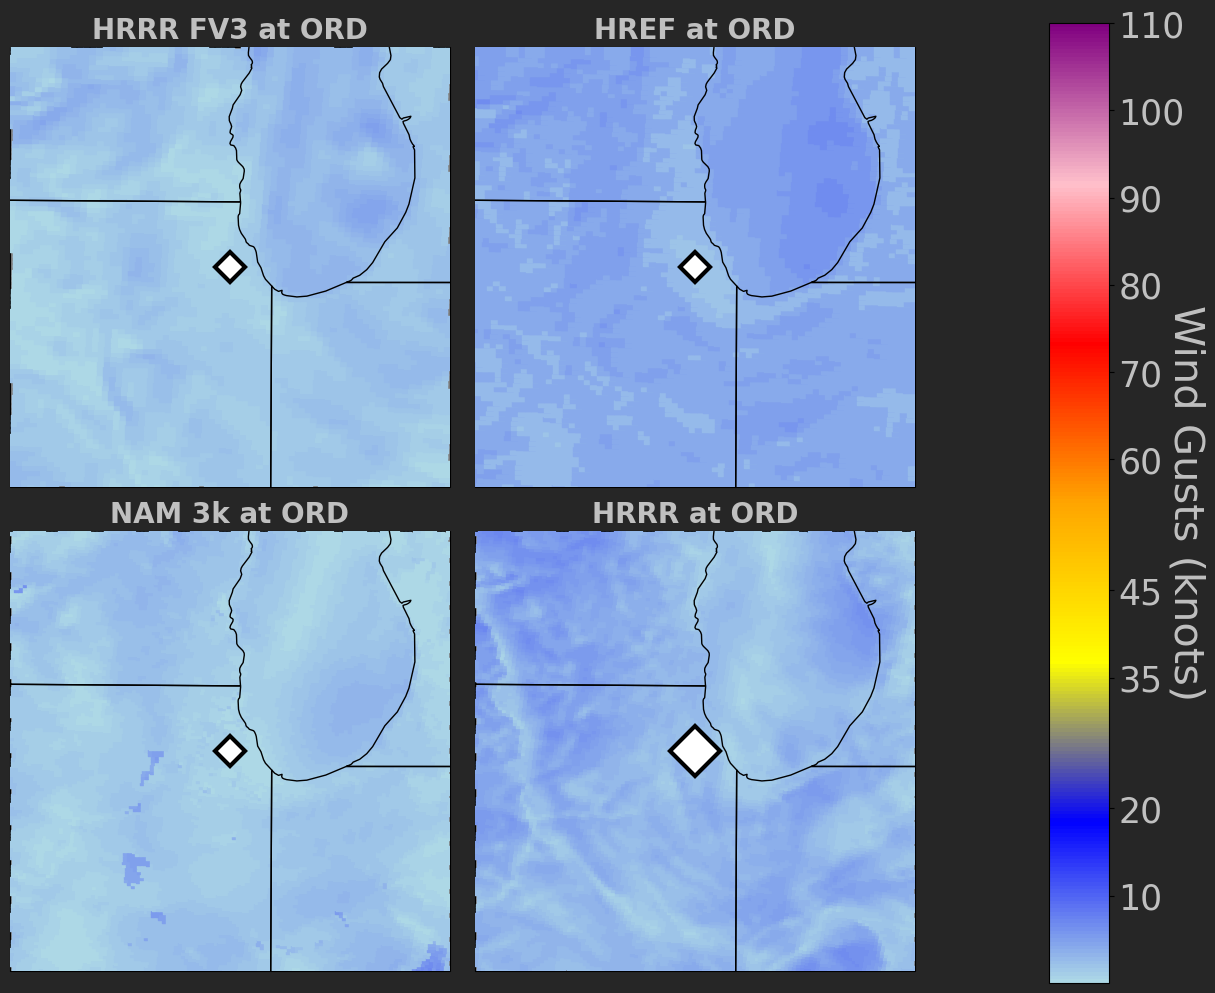 HRRR FV3 at ORD
HREF at ORD
NAM 3k at ORD
HRRR at ORD
110
100
90
80
70
60
45
35
20
10
Wind Gusts (knots)